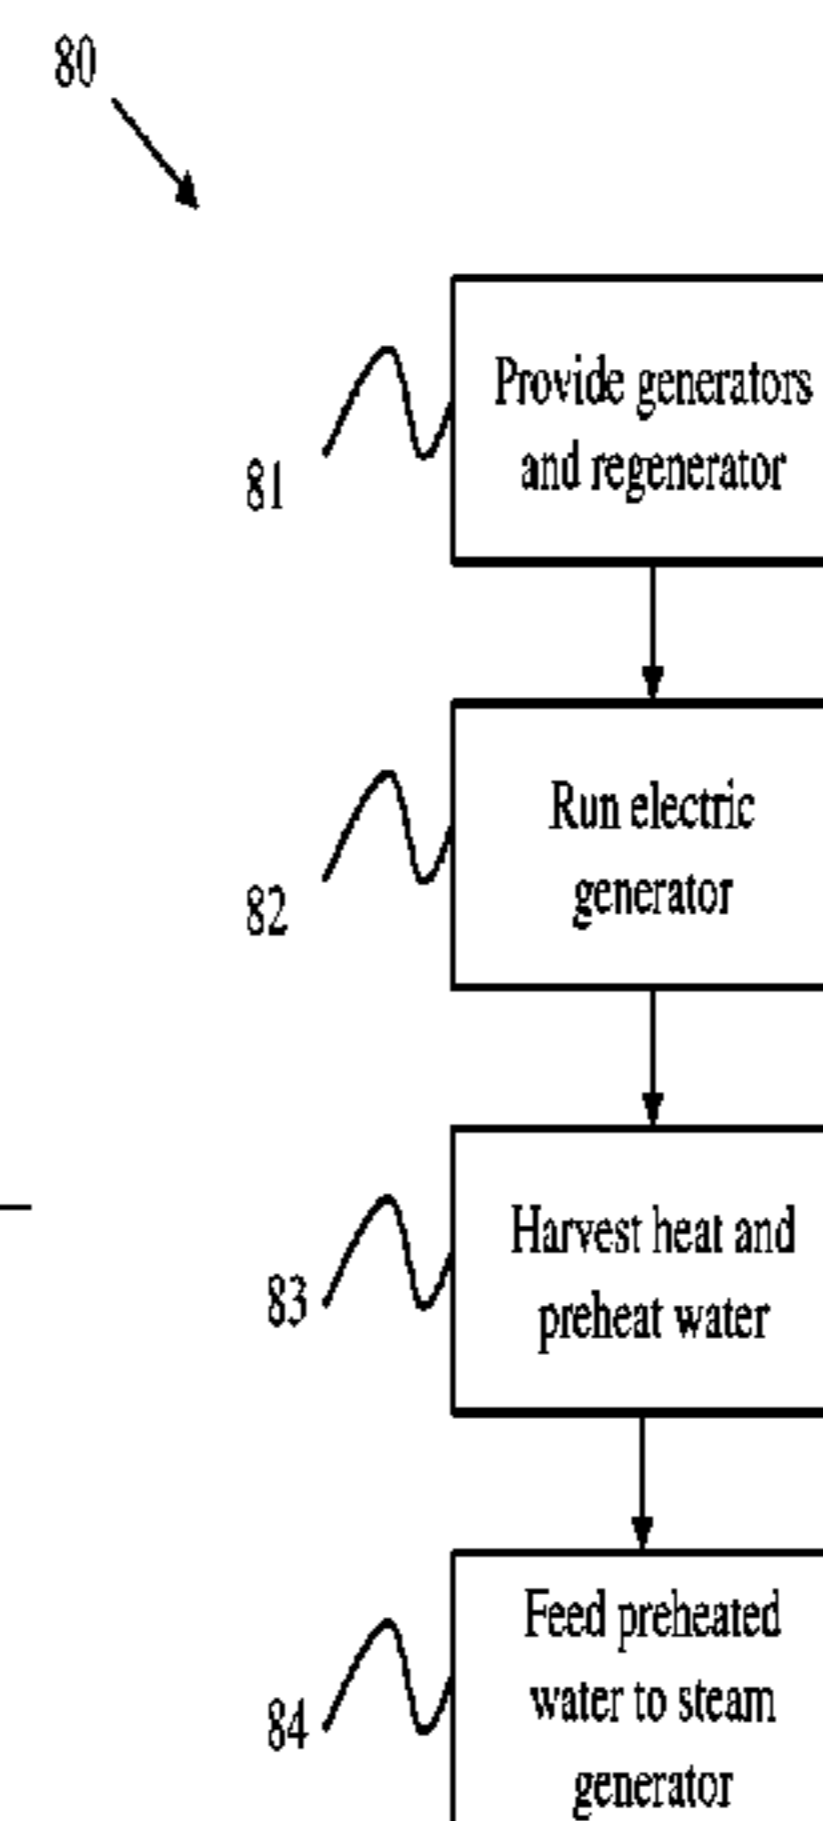 80
Provide generators
and regenerator
81
Run electric
generator
82
Harvest heat and
preheat water
83
Feed preheated
water to steam
generator
84